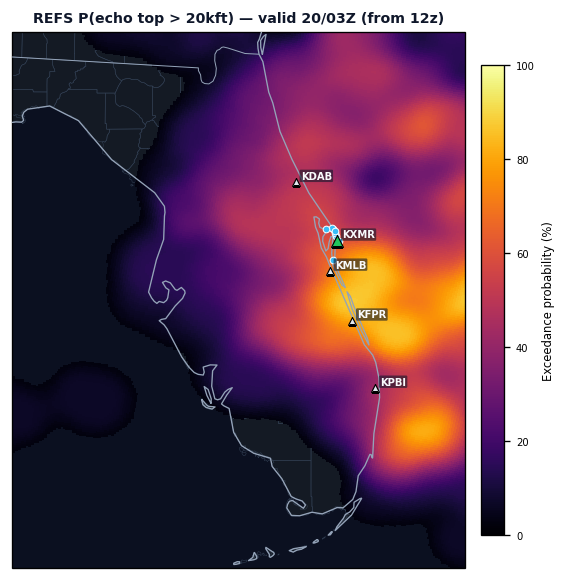 REFS P(echo top > 20kft) — valid 20/03Z (from 12z)
KDAB
KXMR
KMLB
KFPR
KPBI
100
80
60
40
20
0
Exceedance probability (%)